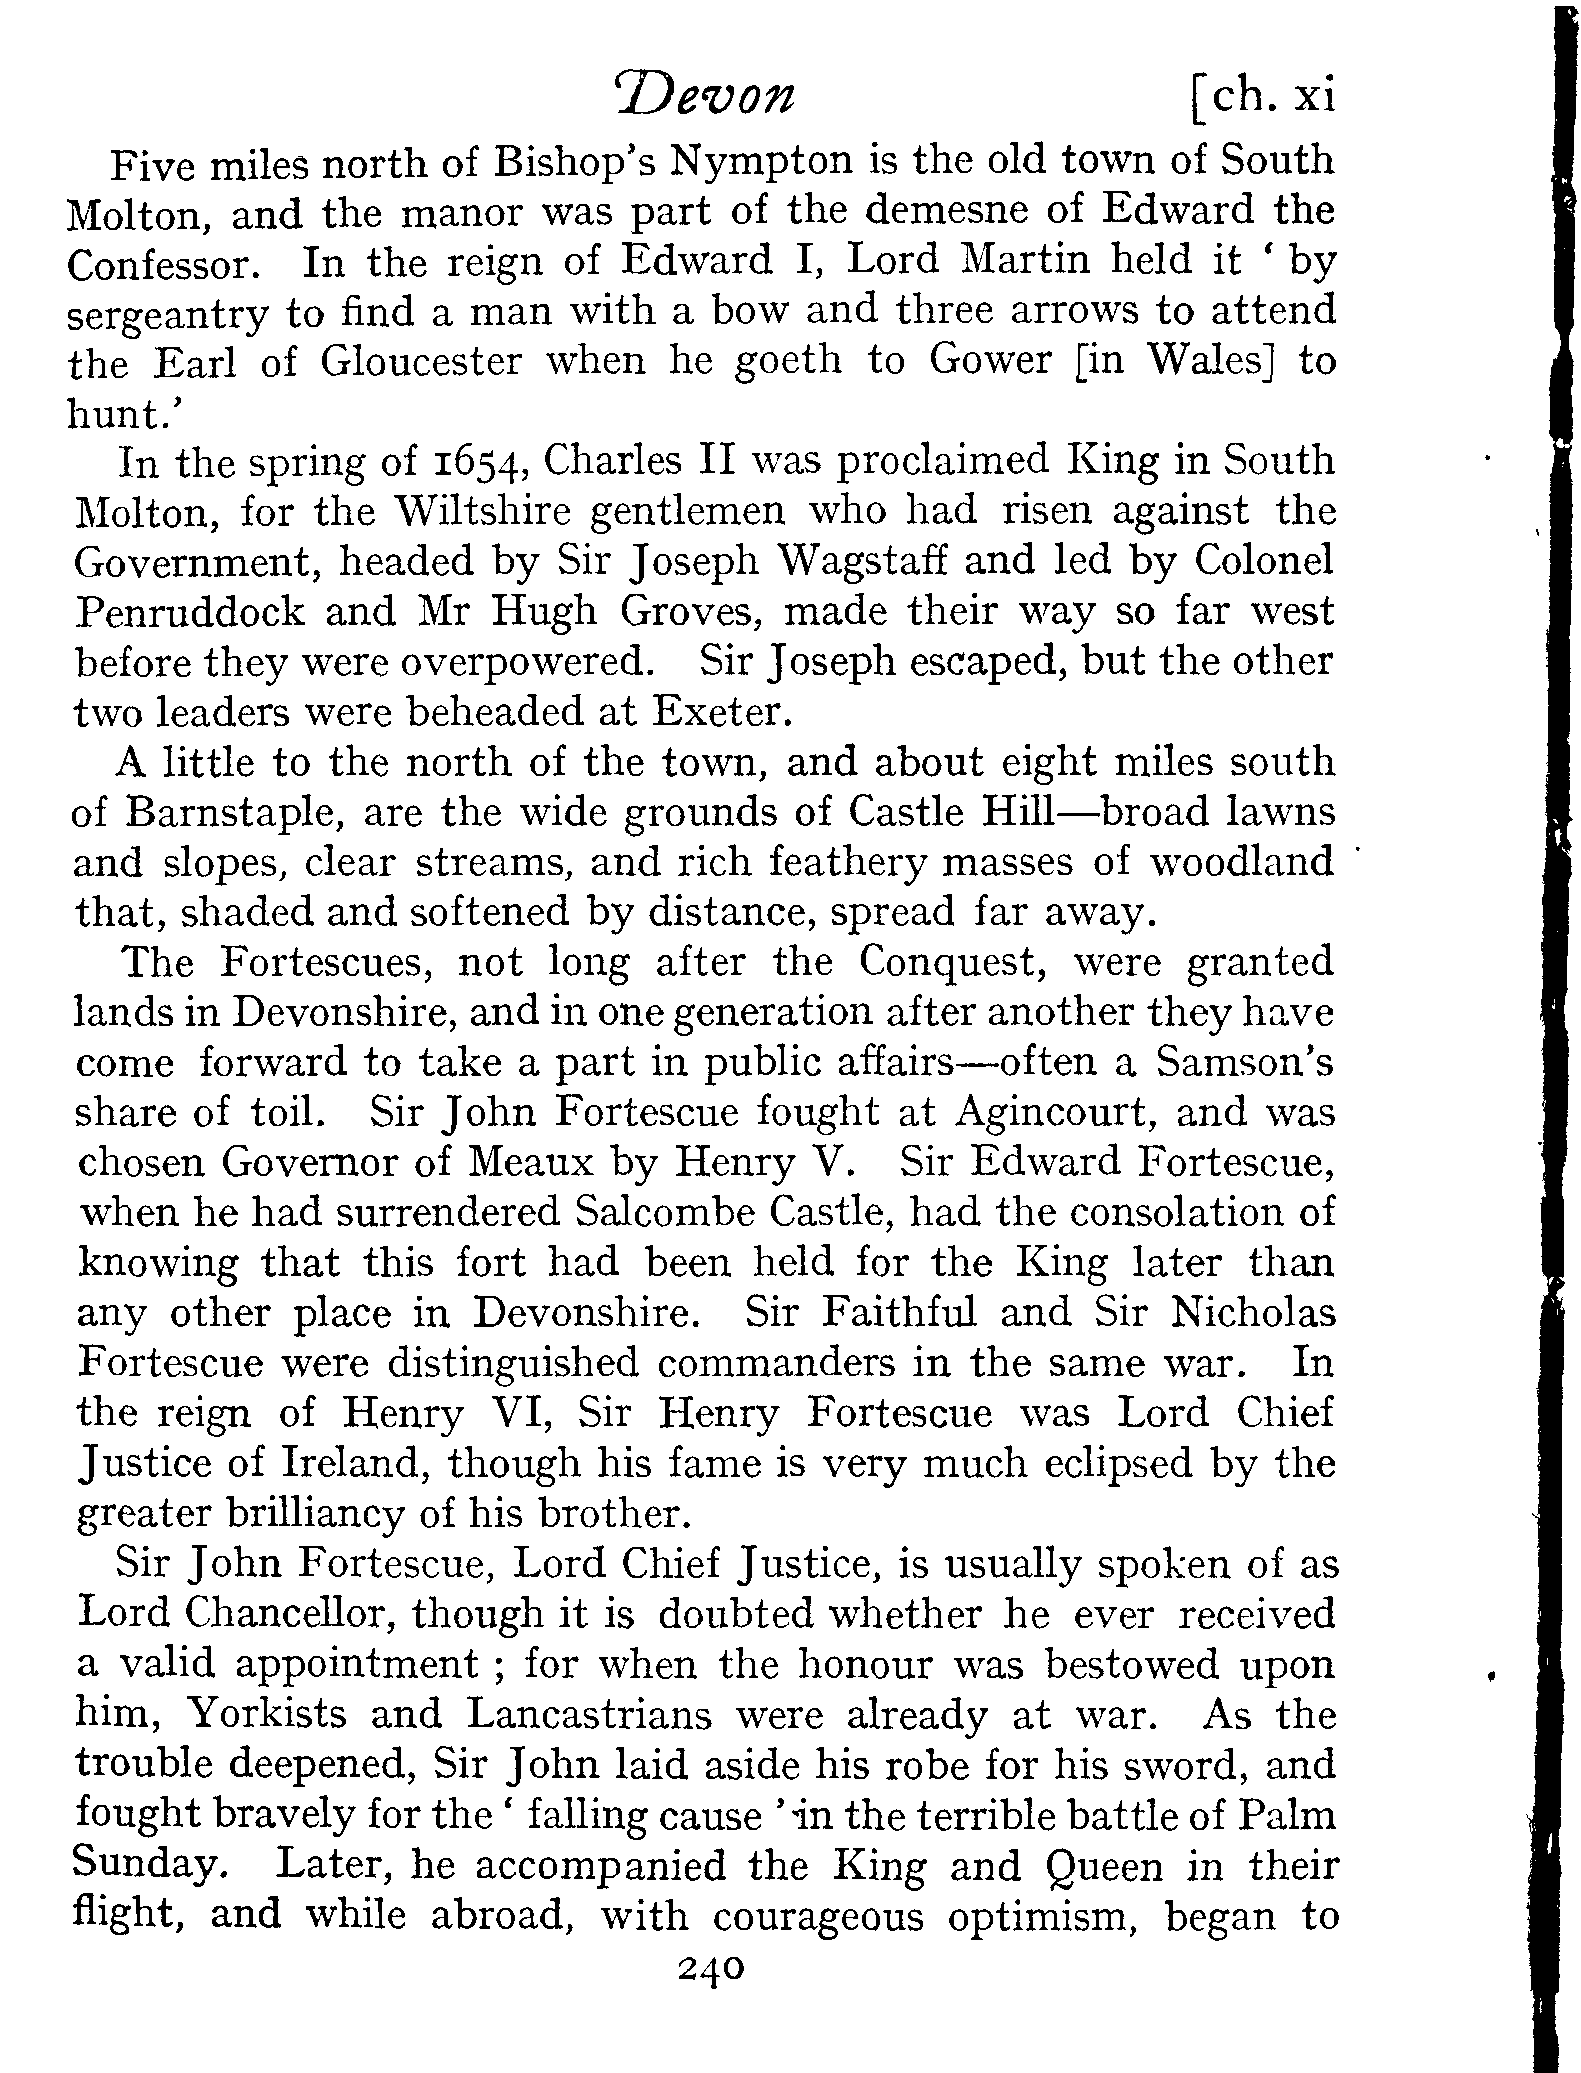 Devon [ch. xi
Five miles north of Bishop's Nympton is the old town of South
Molton, and the manor was part of the demesne of Edward the
Confessor. In the reign of Edward I, Lord Martin held it ‘ by
sergeantry to find a man with a bow and three arrows to attend
the Earl of Gloucester when he goeth to Gower [in Wales] to
hunt.’
In the spring of 1654, Charles II was proclaimed King in South
Molton, for the Wiltshire gentlemen who had risen against the
Government, headed by Sir Joseph Wagstaff and led by Colonel
Penruddock and Mr Hugh Groves, made their way so far west
before they were overpowered. Sir Joseph escaped, but the other
two leaders were beheaded at Exeter.
A little to the north of the town, and about eight miles south
of Barnstaple, are the wide grounds of Castle Hill—broad lawns
and slopes, clear streams, and rich feathery masses of woodland
that, shaded and softened by distance, spread far away.
The Fortescues, not long after the Conquest, were granted
lands in Devonshire, and in one generation after another they have
come forward to take a part in public affairs—often a Samson's
share of toil. Sir John Fortescue fought at Agincourt, and was
chosen Governor of Meaux by Henry V. Sir Edward Fortescue,
when he had surrendered Salcombe Castle, had the consolation of
knowing that this fort had been held for the King later than
any other place in Devonshire. Sir Faithful and Sir Nicholas
Fortescue were distinguished commanders in the same war. In
the reign of Henry VI, Sir Henry Fortescue was Lord Chief
Justice of Ireland, though his fame is very much eclipsed by the
greater brilliancy of his brother.
Sir John Fortescue, Lord Chief Justice, is usually spoken of as
Lord Chancellor, though it is doubted whether he ever received
a valid appointment ; for when the honour was bestowed upon
him, Yorkists and Lancastrians were already at war. As the
trouble deepened, Sir John laid aside his robe for his sword, and
fought bravely for the ‘ falling cause ’ in the terrible battle of Palm
Sunday. Later, he accompanied the King and Queen in their
flight, and while abroad, with courageous optimism, began to
240